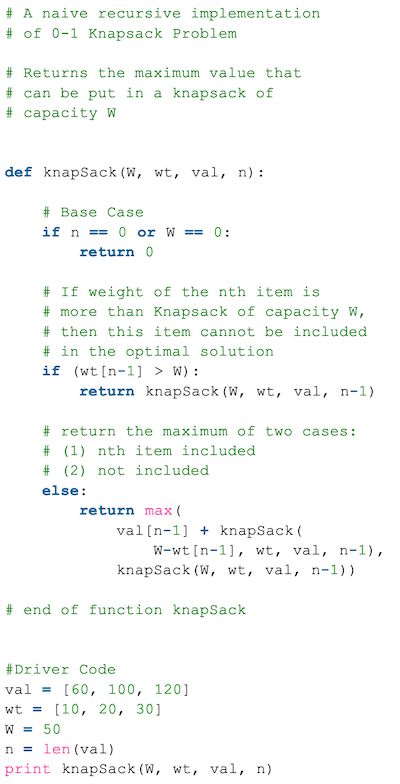 # A naive recursive implementation
# of 0-1 Knapsack Problem

# Returns the maximum value that
# can be put in a knapsack of
# capacity W


def knapSack(W, wt, val, n):

    # Base Case
    if n == 0 or W == 0:
        return 0

    # If weight of the nth item is
    # more than Knapsack of capacity W,
    # then this item cannot be included
    # in the optimal solution
    if (wt[n-1] > W):
        return knapSack(W, wt, val, n-1)

    # return the maximum of two cases:
    # (1) nth item included
    # (2) not included
    else:
        return max(
            val[n-1] + knapSack(
                W-wt[n-1], wt, val, n-1),
            knapSack(W, wt, val, n-1))

# end of function knapSack


#Driver Code
val = [60, 100, 120]
wt = [10, 20, 30]
W = 50
n = len(val)
print knapSack(W, wt, val, n)